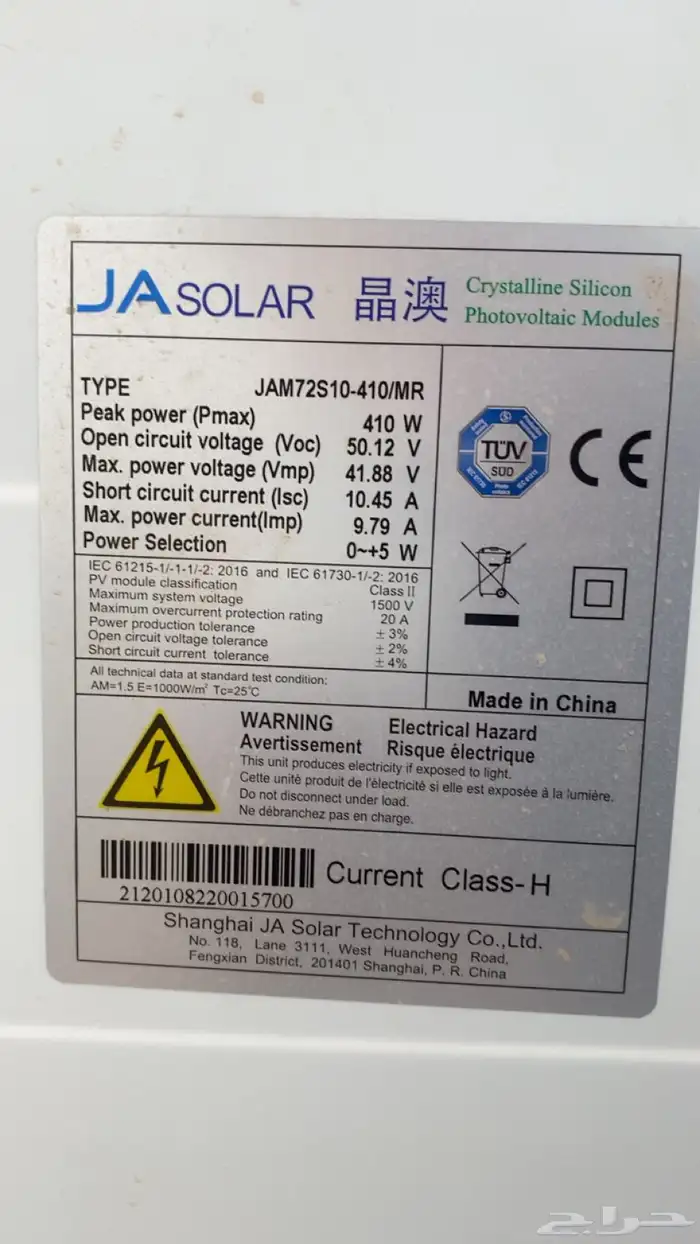 JA SOLAR 晶澳 Crystalline Silicon
Photovoltaic Modules
TYPE JAM72S10-410/MR
Peak power (Pmax) 410 W
Open circuit voltage (Voc) 50.12 V
Max. power voltage (Vmp) 41.88 V
Short circuit current (Isc) 10.45 A
Max. power current(Imp) 9.79 A
Power Selection 0~+5 W
IEC 61215-1/-1-1/-2: 2016 and IEC 61730-1/-2: 2016
PV module classification Class II
Maximum system voltage 1500 V
Maximum overcurrent protection rating 20 A
Power production tolerance ±3%
Open circuit voltage tolerance ±2%
Short circuit current tolerance ±4%
All technical data at standard test condition:
AM=1.5 E=1000W/m² Tc=25℃
TÜV
SÜD
CE
Made in China
WARNING Electrical Hazard
Avertissement Risque électrique
This unit produces electricity if exposed to light.
Cette unité produit de l'électricité si elle est exposée à la lumière.
Do not disconnect under load.
Ne débranchez pas en charge.
2120108220015700
Current Class-H
Shanghai JA Solar Technology Co.,Ltd.
No. 118, Lane 3111, West Huancheng Road,
Fengxian District, 201401 Shanghai, P. R. China
حراج